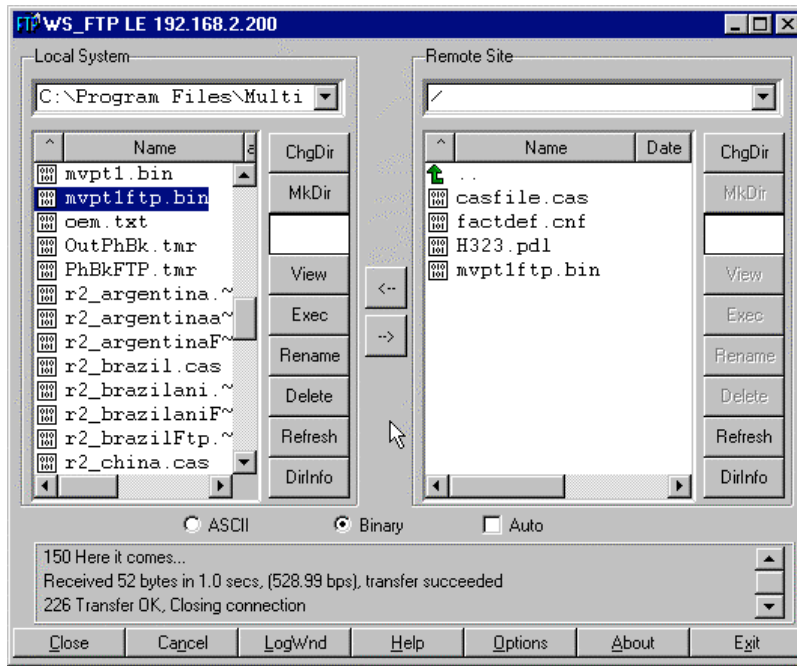 WS_FTP LE 192.168.2.200
Local System
C:\Program Files\Multi
^ Name
ChgDir
MkDir
View
Exec
Rename
Delete
Refresh
DirInfo
mvpt1.bin
mvpt1ftp.bin
oem.txt
OutPhBk.tmr
PhBkFTP.tmr
r2_argentina.~
r2_argentinaa~
r2_argentinaF~
r2_brazil.cas
r2_brazilani.~
r2_brazilaniF~
r2_brazilFtp.~
r2_china.cas
<--
-->
Remote Site
/
^ Name Date
..
casfile.cas
factdef.cnf
H323.pdl
mvpt1ftp.bin
ChgDir
MkDir
View
Exec
Rename
Delete
Refresh
DirInfo
ASCII Binary Auto
150 Here it comes...
Received 52 bytes in 1.0 secs, (528.99 bps), transfer succeeded
226 Transfer OK, Closing connection
Close Cancel LogWnd Help Options About Exit